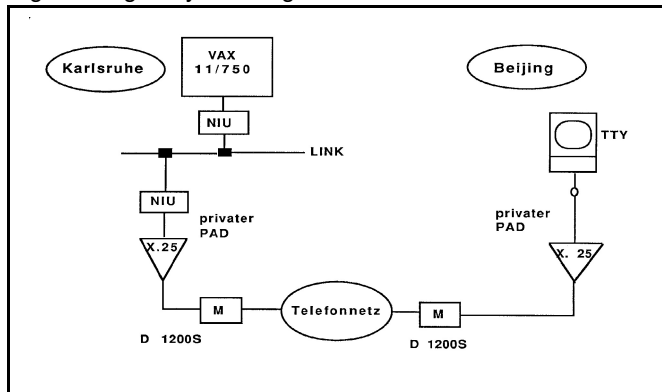 Karlsruhe
VAX
11/750
Beijing
NIU
LINK
TTY
NIU
privater
PAD
privater
PAD
X.25
X. 25
M
Telefonnetz
M
D 1200S
D 1200S